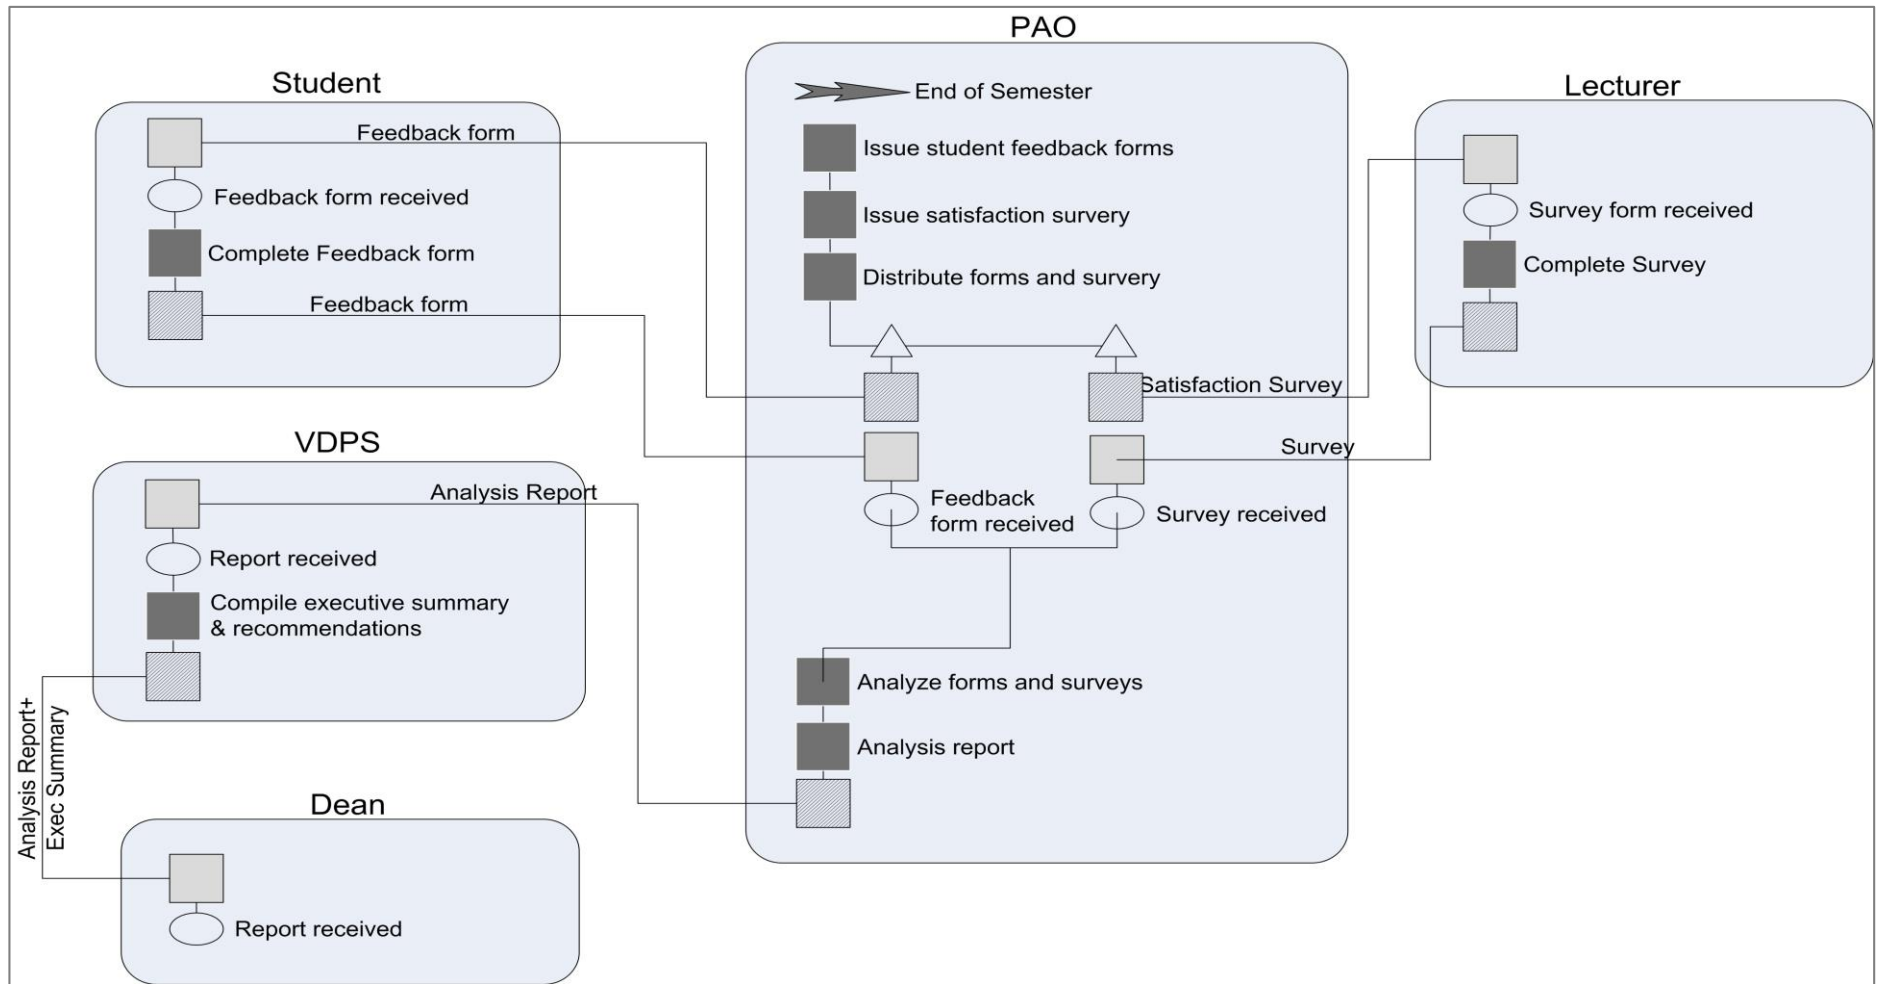 PAO
Student
Lecturer
End of Semester
Feedback form
Issue student feedback forms
Feedback form received
Issue satisfaction survery
Survey form received
Complete Feedback form
Distribute forms and survery
Complete Survey
Feedback form
Satisfaction Survey
VDPS
Survey
Analysis Report
Feedback
form received
Survey received
Report received
Compile executive summary
& recommendations
Analyze forms and surveys
Analysis report
Analysis Report+
Exec Summary
Dean
Report received